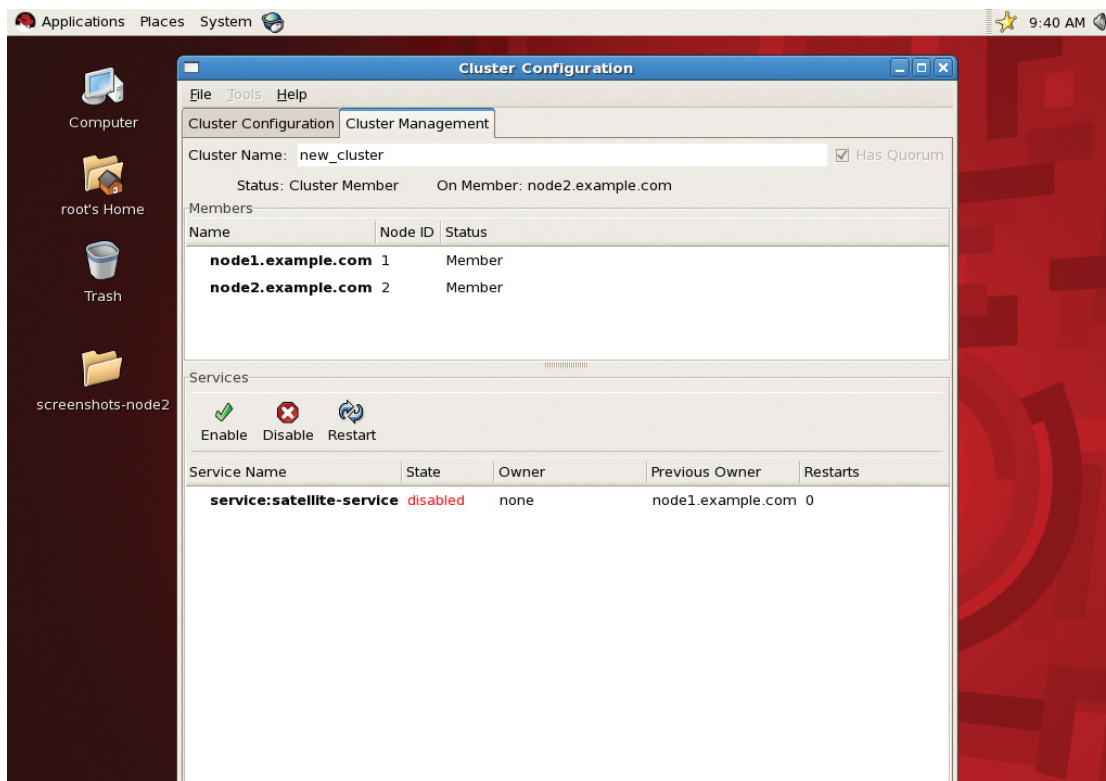 Applications Places System 9:40 AM
Computer
root's Home
Trash
screenshots-node2
Cluster Configuration
File Tools Help
Cluster Configuration Cluster Management
Cluster Name: new_cluster Has Quorum
Status: Cluster Member On Member: node2.example.com
Members
Name Node ID Status
node1.example.com 1 Member
node2.example.com 2 Member
Services
Enable Disable Restart
Service Name State Owner Previous Owner Restarts
service:satellite-service disabled none node1.example.com 0